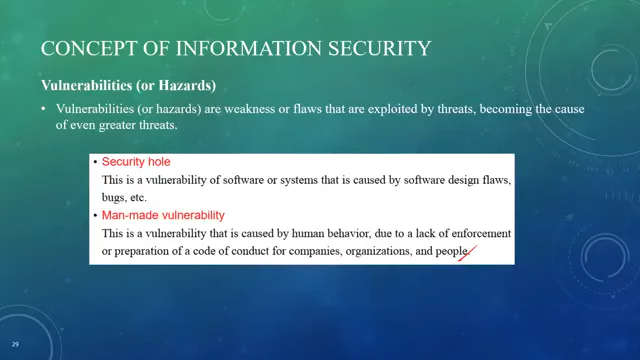 CONCEPT OF INFORMATION SECURITY
Vulnerabilities (or Hazards)
• Vulnerabilities (or hazards) are weakness or flaws that are exploited by threats, becoming the cause
of even greater threats.
• Security hole
This is a vulnerability of software or systems that is caused by software design flaws,
bugs, etc.
• Man-made vulnerability
This is a vulnerability that is caused by human behavior, due to a lack of enforcement
or preparation of a code of conduct for companies, organizations, and people.
29